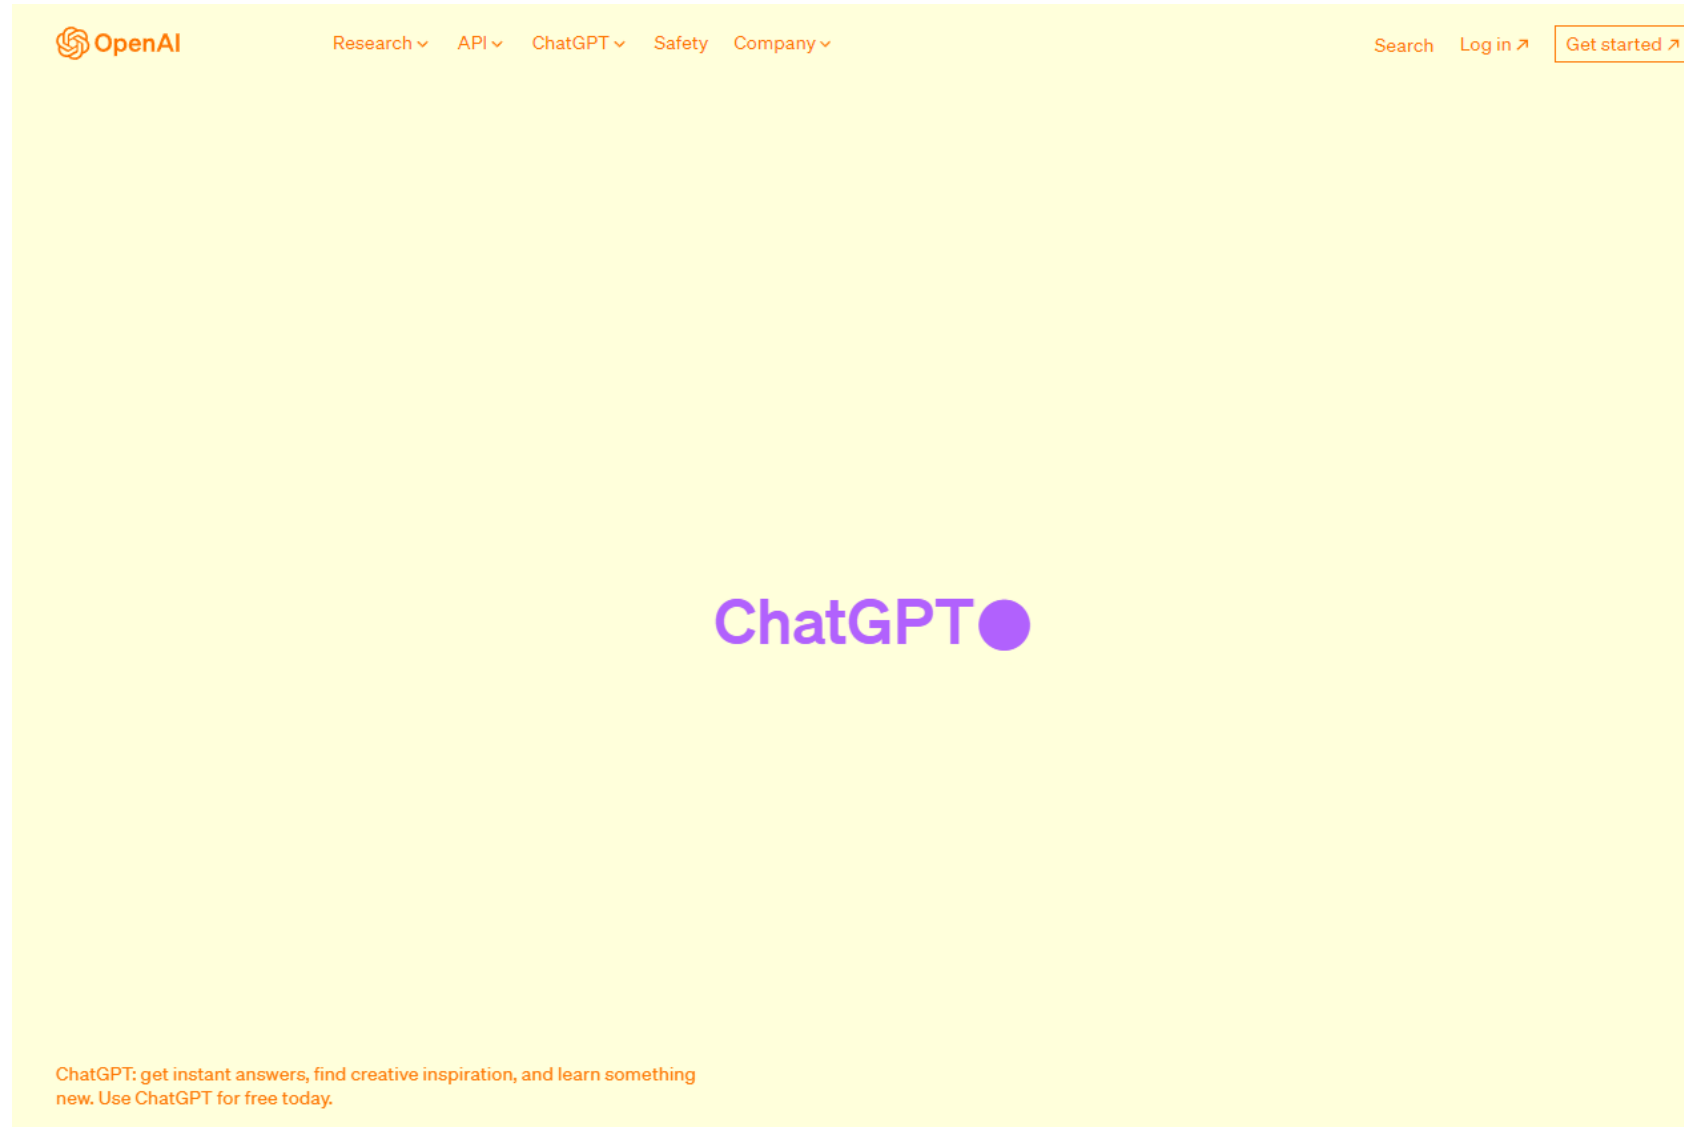 OpenAI
Research API ChatGPT Safety Company
Search Log in Get started
ChatGPT
ChatGPT: get instant answers, find creative inspiration, and learn something
new. Use ChatGPT for free today.